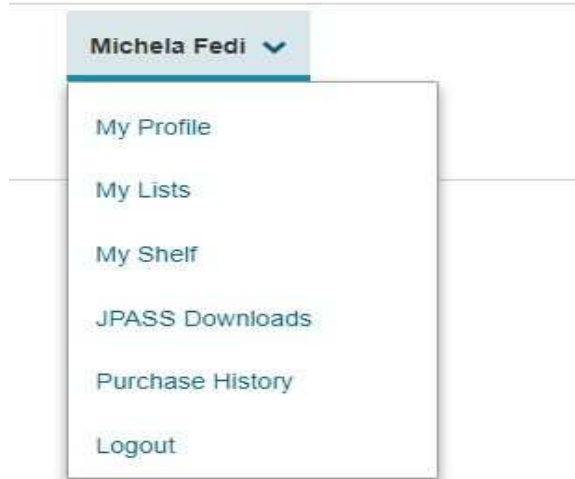 Michela Fedi
My Profile
My Lists
My Shelf
JPASS Downloads
Purchase History
Logout